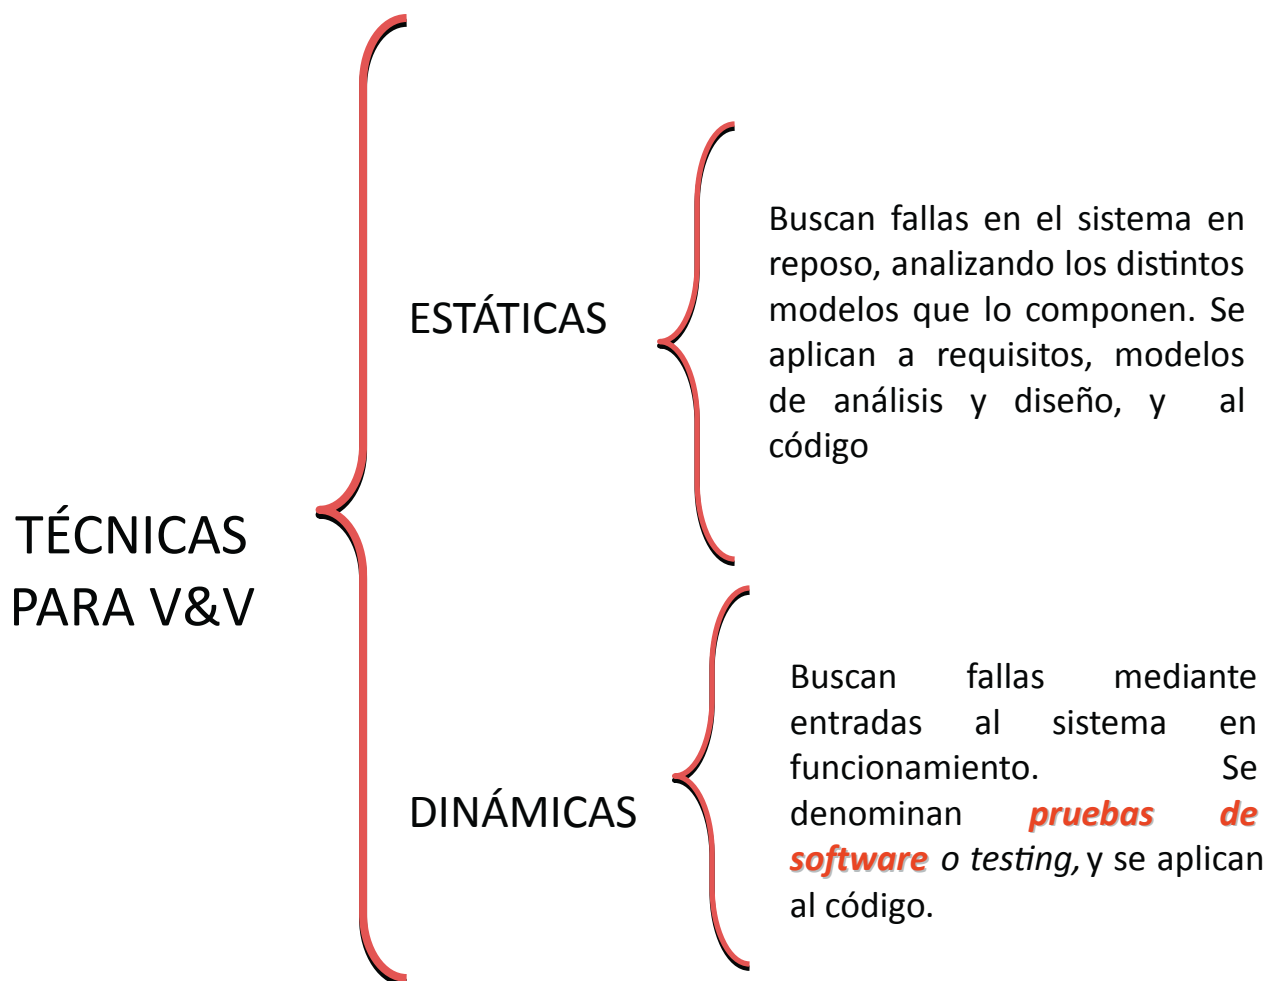 TÉCNICAS
PARA V&V
ESTÁTICAS
Buscan fallas en el sistema en
reposo, analizando los distintos
modelos que lo componen. Se
aplican a requisitos, modelos
de análisis y diseño, y al
código
DINÁMICAS
Buscan fallas mediante
entradas al sistema en
funcionamiento. Se
denominan pruebas de
software o testing, y se aplican
al código.